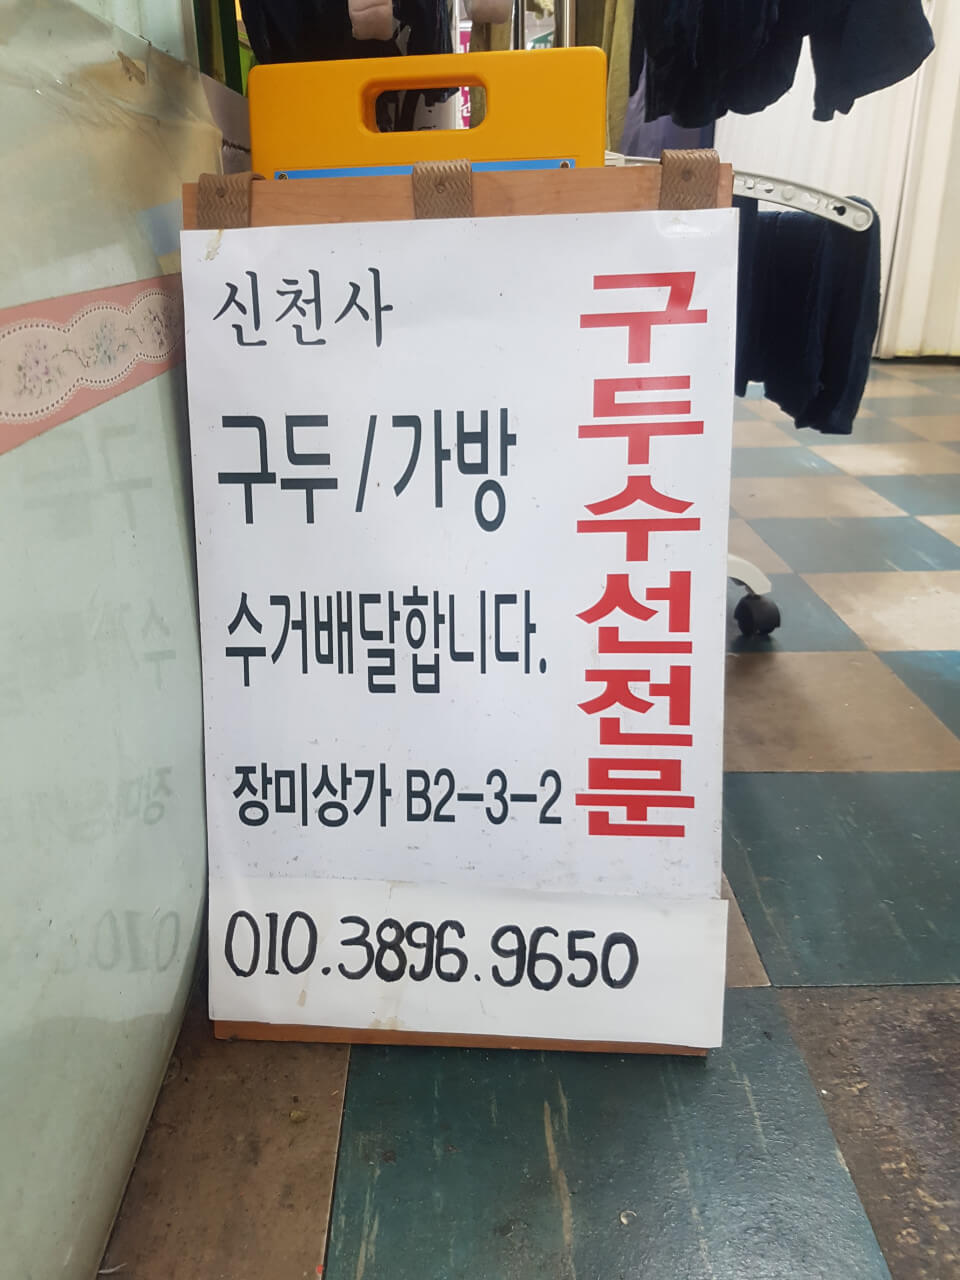 신천사
구두/가방
수거배달합니다.
장미상가 B2-3-2
구두수선전문
010.3896.9650